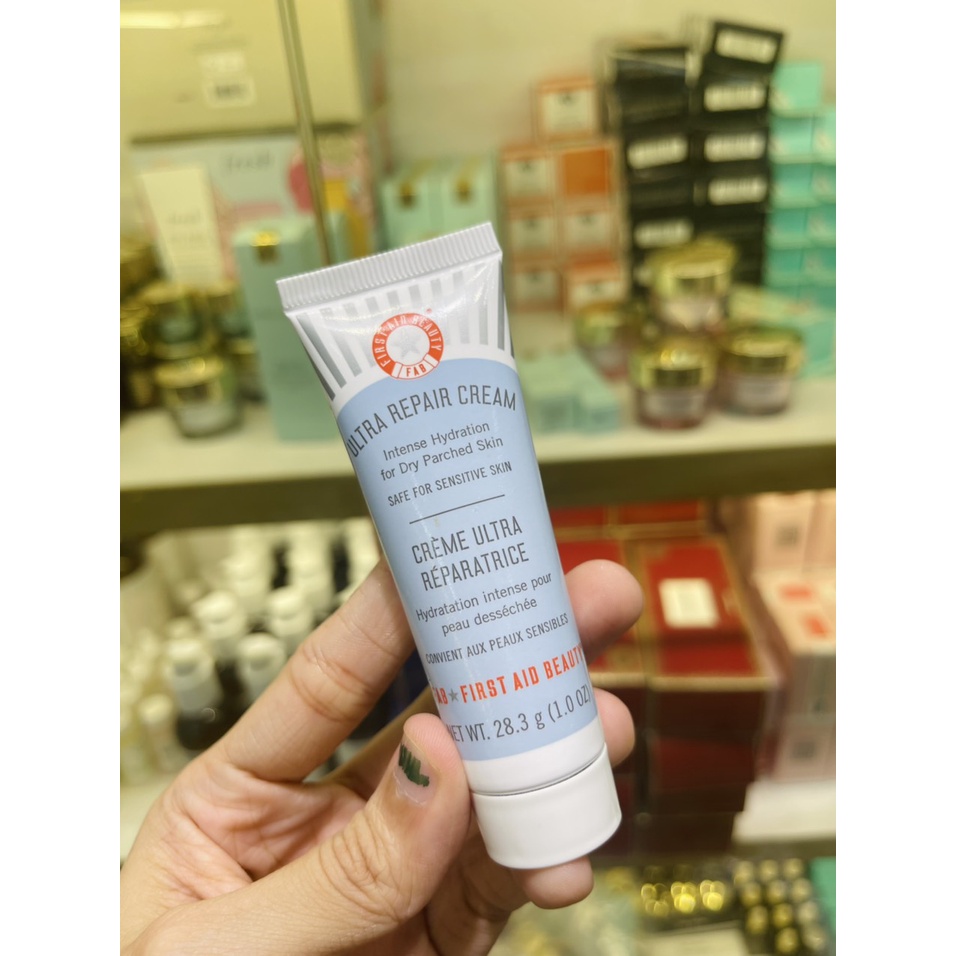 FIRST AID BEAUTY
FAB
ULTRA REPAIR CREAM
Intense Hydration
for Dry Parched Skin
SAFE FOR SENSITIVE SKIN
CRÈME ULTRA
RÉPARATRICE
Hydratation intense pour
peau desséchée
CONVIENT AUX PEAUX SENSIBLES
FAB ★ FIRST AID BEAUTY
NET WT. 28.3 g (1.0 OZ)